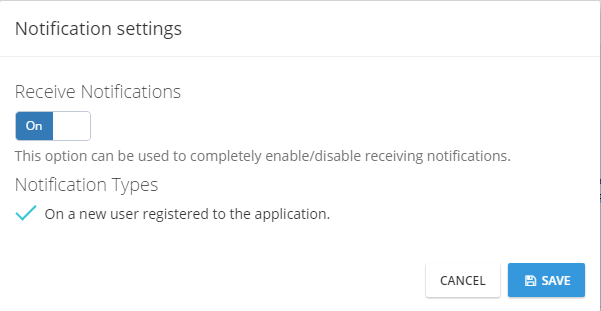 Notification settings
Receive Notifications
On
This option can be used to completely enable/disable receiving notifications.
Notification Types
On a new user registered to the application.
CANCEL SAVE